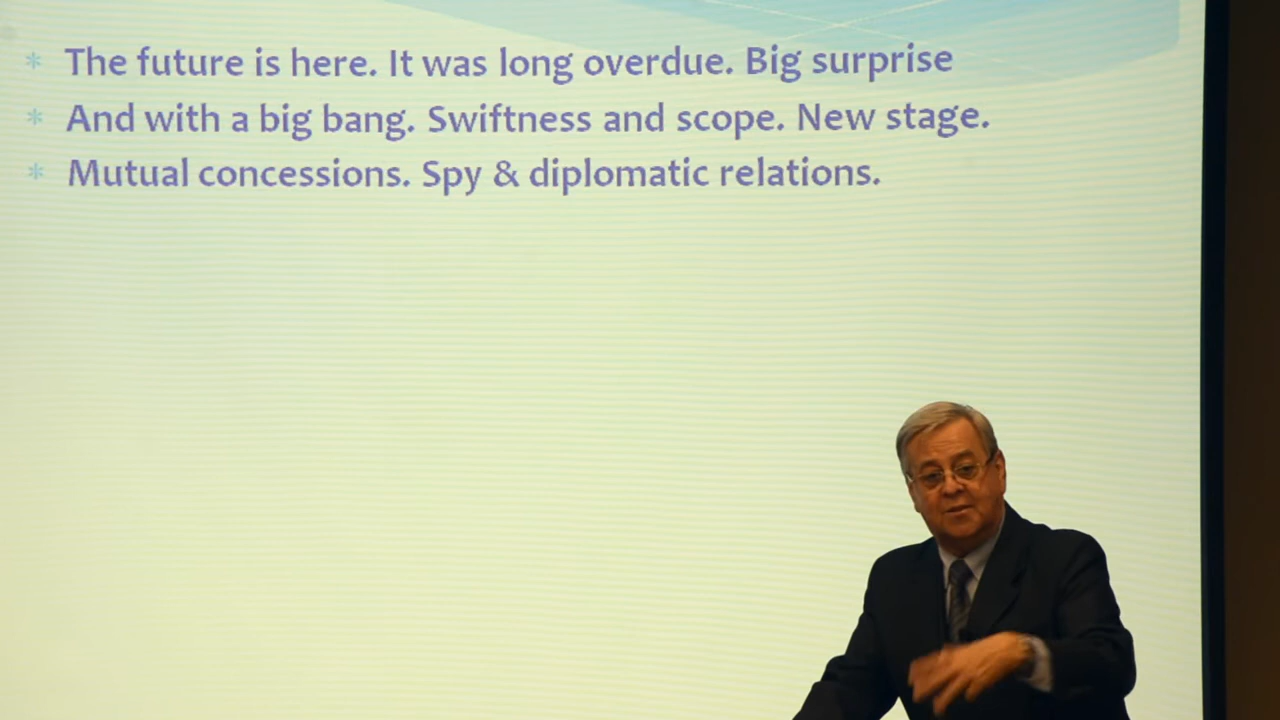 * The future is here. It was long overdue. Big surprise
* And with a big bang. Swiftness and scope. New stage.
* Mutual concessions. Spy & diplomatic relations.